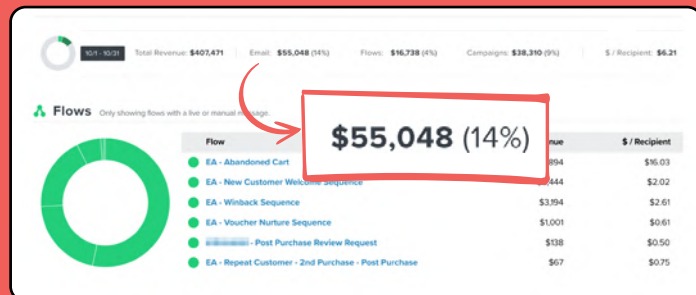 10/1 - 10/31 Total Revenue: $407,471 Email: $55,048 (14%) Flows: $16,738 (4%) Campaigns: $38,310 (9%) $ / Recipient: $6.21
Flows Only showing flows with a live or manual message.
$55,048 (14%)
Flow $ / Recipient
EA - Abandoned Cart $16.03
EA - New Customer Welcome Sequence $2.02
EA - Winback Sequence $3,194 $2.61
EA - Voucher Nurture Sequence $1,001 $0.61
- Post Purchase Review Request $138 $0.50
EA - Repeat Customer - 2nd Purchase - Post Purchase $67 $0.75